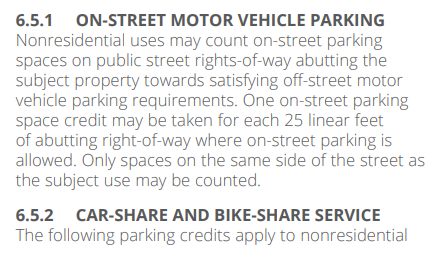 6.5.1 ON-STREET MOTOR VEHICLE PARKING
Nonresidential uses may count on-street parking
spaces on public street rights-of-way abutting the
subject property towards satisfying off-street motor
vehicle parking requirements. One on-street parking
space credit may be taken for each 25 linear feet
of abutting right-of-way where on-street parking is
allowed. Only spaces on the same side of the street as
the subject use may be counted.
6.5.2 CAR-SHARE AND BIKE-SHARE SERVICE
The following parking credits apply to nonresidential